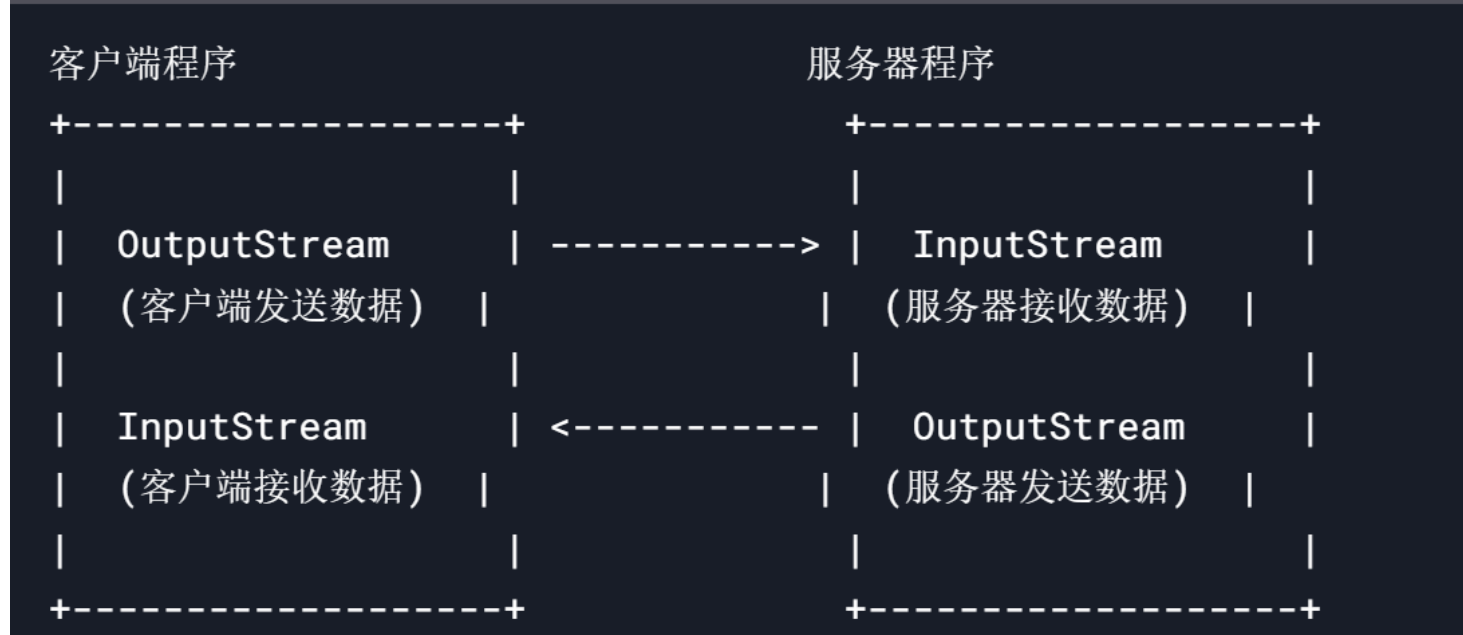 客户端程序                                服务器程序
+-------------------+              +-------------------+
|                   |              |                   |
|  OutputStream     | -----------> |  InputStream      |
|  (客户端发送数据)  |              |  (服务器接收数据)  |
|                   |              |                   |
|  InputStream      | <----------- |  OutputStream     |
|  (客户端接收数据)  |              |  (服务器发送数据)  |
|                   |              |                   |
+-------------------+              +-------------------+